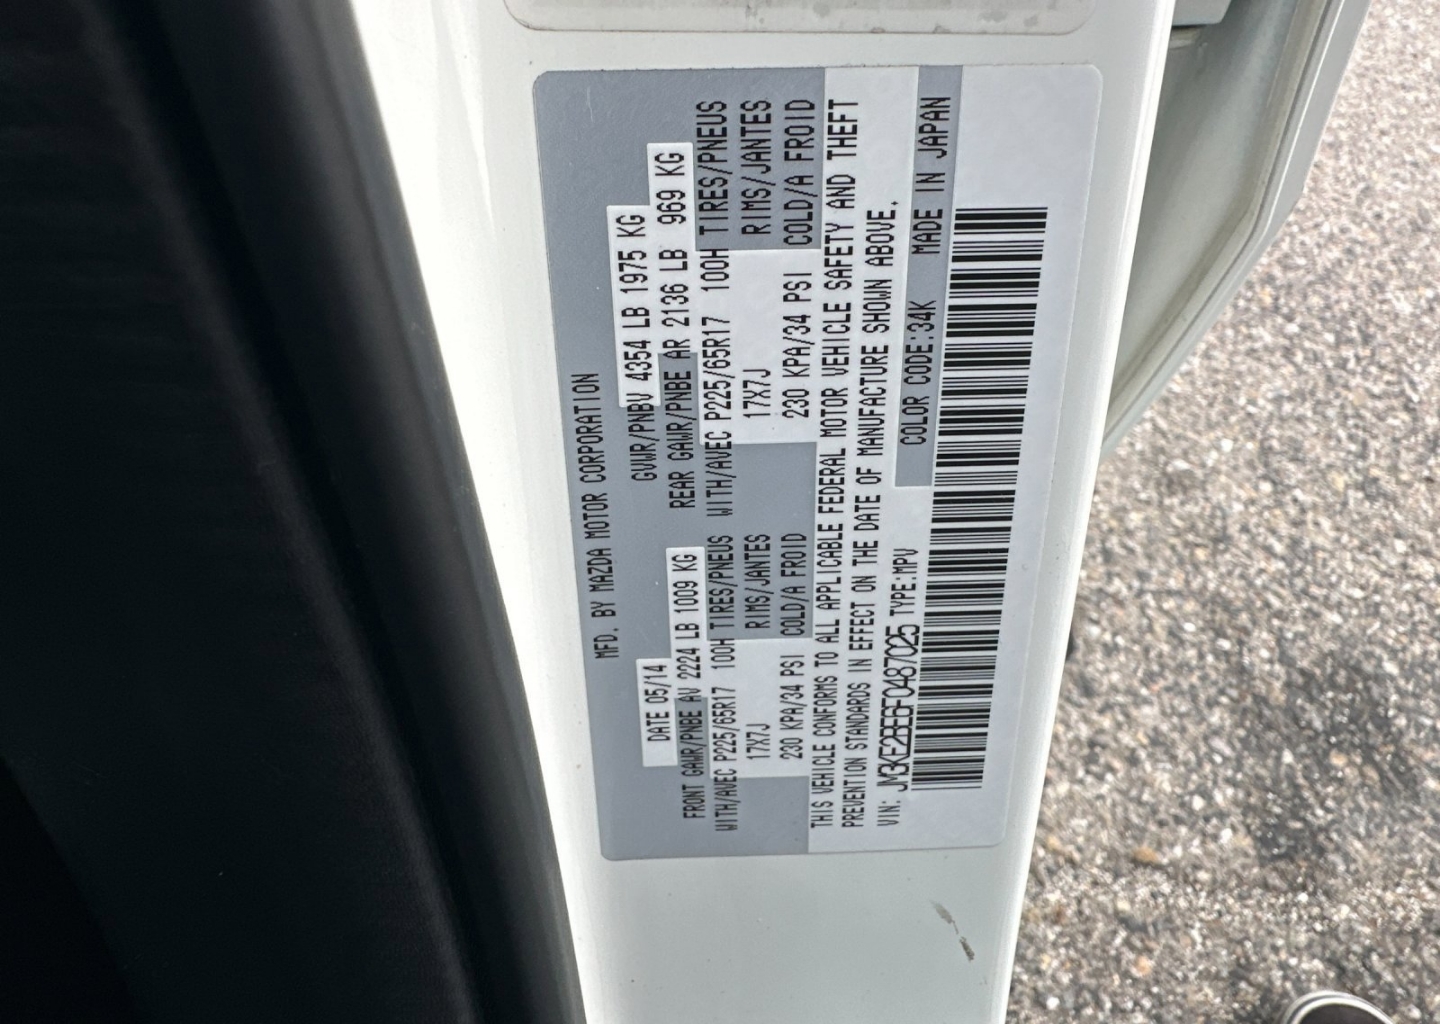 MFD. BY MAZDA MOTOR CORPORATION
DATE 05/14 GVWR/PNBV 4354 LB 1975 KG
FRONT GAWR/PNBE AV 2224 LB 1009 KG REAR GAWR/PNBE AR 2136 LB 969 KG
WITH/AVEC P225/65R17 100H TIRES/PNEUS WITH/AVEC P225/65R17 100H TIRES/PNEUS
17X7J RIMS/JANTES 17X7J RIMS/JANTES
230 KPA/34 PSI COLD/A FROID 230 KPA/34 PSI COLD/A FROID
THIS VEHICLE CONFORMS TO ALL APPLICABLE FEDERAL MOTOR VEHICLE SAFETY AND THEFT
PREVENTION STANDARDS IN EFFECT ON THE DATE OF MANUFACTURE SHOWN ABOVE.
VIN: JM3KE2BE6F0487025 TYPE:MPV COLOR CODE:34K MADE IN JAPAN